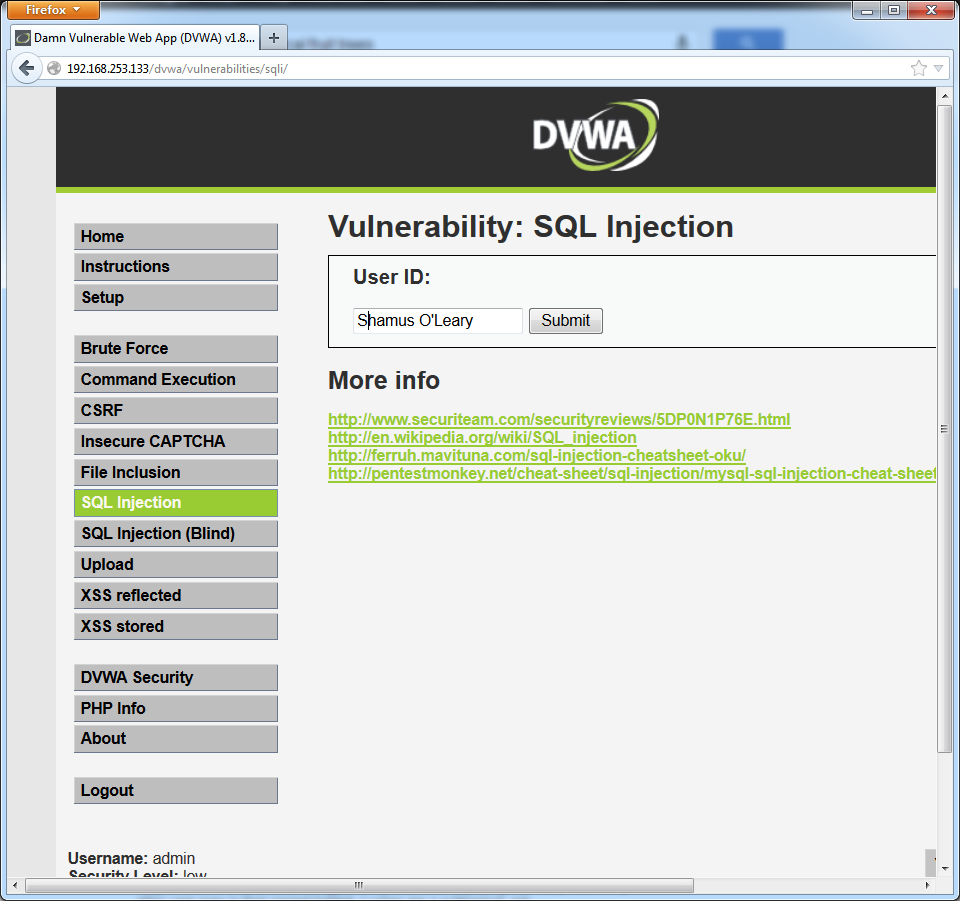 Firefox
Damn Vulnerable Web App (DVWA) v1.8...
192.168.253.133/dvwa/vulnerabilities/sqli/
DVWA
Home
Instructions
Setup
Brute Force
Command Execution
CSRF
Insecure CAPTCHA
File Inclusion
SQL Injection
SQL Injection (Blind)
Upload
XSS reflected
XSS stored
DVWA Security
PHP Info
About
Logout
Username: admin
Security Level: low
Vulnerability: SQL Injection
User ID:
Shamus O'Leary
Submit
More info
http://www.securiteam.com/securityreviews/5DP0N1P76E.html
http://en.wikipedia.org/wiki/SQL_injection
http://ferruh.mavituna.com/sql-injection-cheatsheet-oku/
http://pentestmonkey.net/cheat-sheet/sql-injection/mysql-sql-injection-cheat-sheet